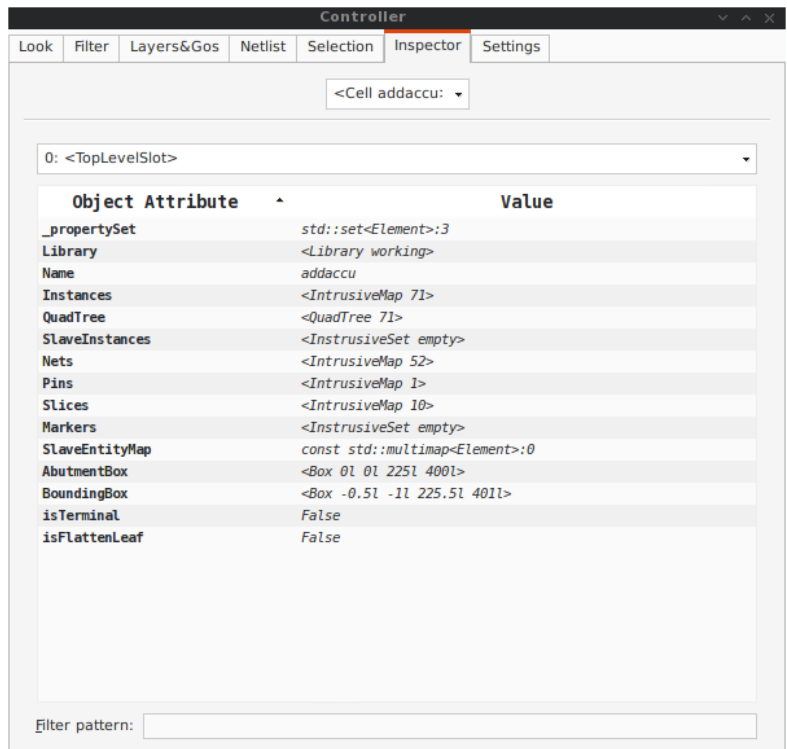 Controller
Look Filter Layers&Gos Netlist Selection Inspector Settings
<Cell addaccu:
0: <TopLevelSlot>
Object Attribute Value
_propertySet std::set<Element>:3
Library <Library working>
Name addaccu
Instances <IntrusiveMap 71>
QuadTree <QuadTree 71>
SlaveInstances <InstrusiveSet empty>
Nets <IntrusiveMap 52>
Pins <IntrusiveMap 1>
Slices <IntrusiveMap 10>
Markers <InstrusiveSet empty>
SlaveEntityMap const std::multimap<Element>:0
AbutmentBox <Box 0l 0l 225l 400l>
BoundingBox <Box -0.5l -1l 225.5l 401l>
isTerminal False
isFlattenLeaf False
Filter pattern: